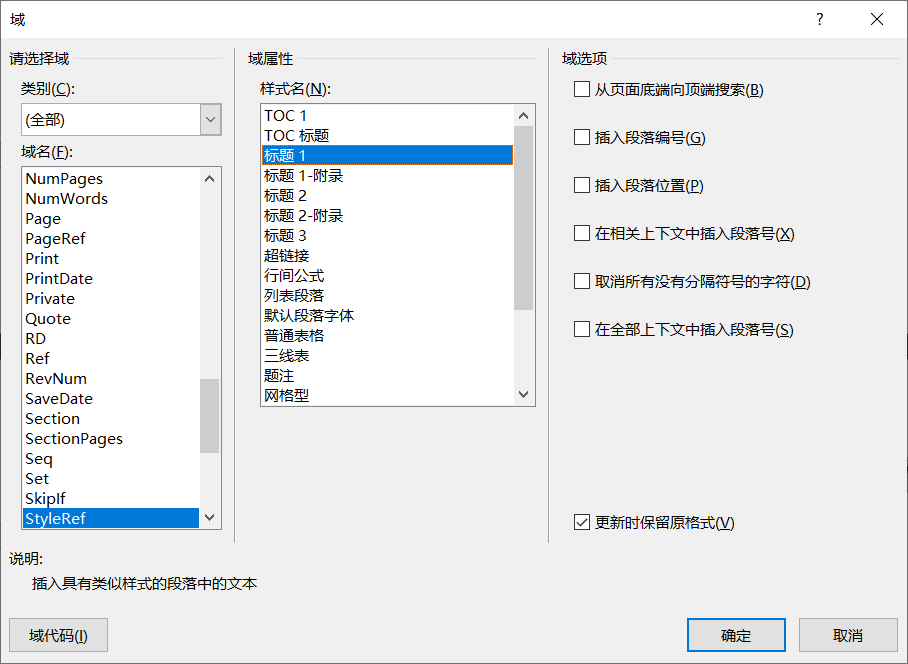 域
?
请选择域
类别(C):
(全部)
域名(F):
NumPages
NumWords
Page
PageRef
Print
PrintDate
Private
Quote
RD
Ref
RevNum
SaveDate
Section
SectionPages
Seq
Set
SkipIf
StyleRef
域属性
样式名(N):
TOC 1
TOC 标题
标题 1
标题 1-附录
标题 2
标题 2-附录
标题 3
超链接
行间公式
列表段落
默认段落字体
普通表格
三线表
题注
网格型
域选项
从页面底端向顶端搜索(B)
插入段落编号(G)
插入段落位置(P)
在相关上下文中插入段落号(X)
取消所有没有分隔符号的字符(D)
在全部上下文中插入段落号(S)
更新时保留原格式(V)
说明:
插入具有类似样式的段落中的文本
域代码(I)
确定
取消